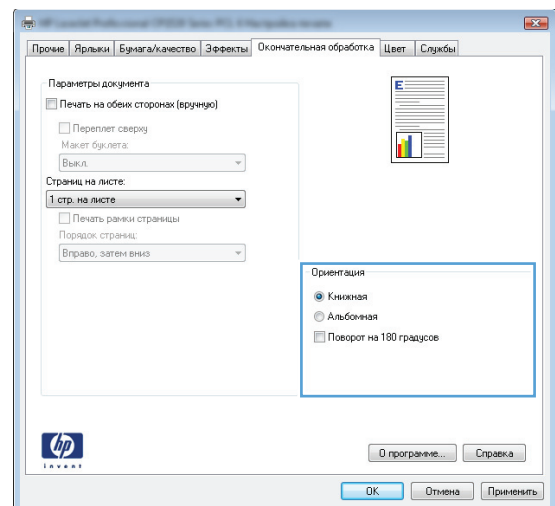 Прочие Ярлыки Бумага/качество Эффекты Окончательная обработка Цвет Службы
Параметры документа
Печать на обеих сторонах (вручную)
Переплет сверху
Макет буклета:
Выкл.
Страниц на листе:
1 стр. на листе
Печать рамки страницы
Порядок страниц:
Вправо, затем вниз
E
Ориентация
Книжная
Альбомная
Поворот на 180 градусов
hp
invent
О программе... Справка
OK Отмена Применить